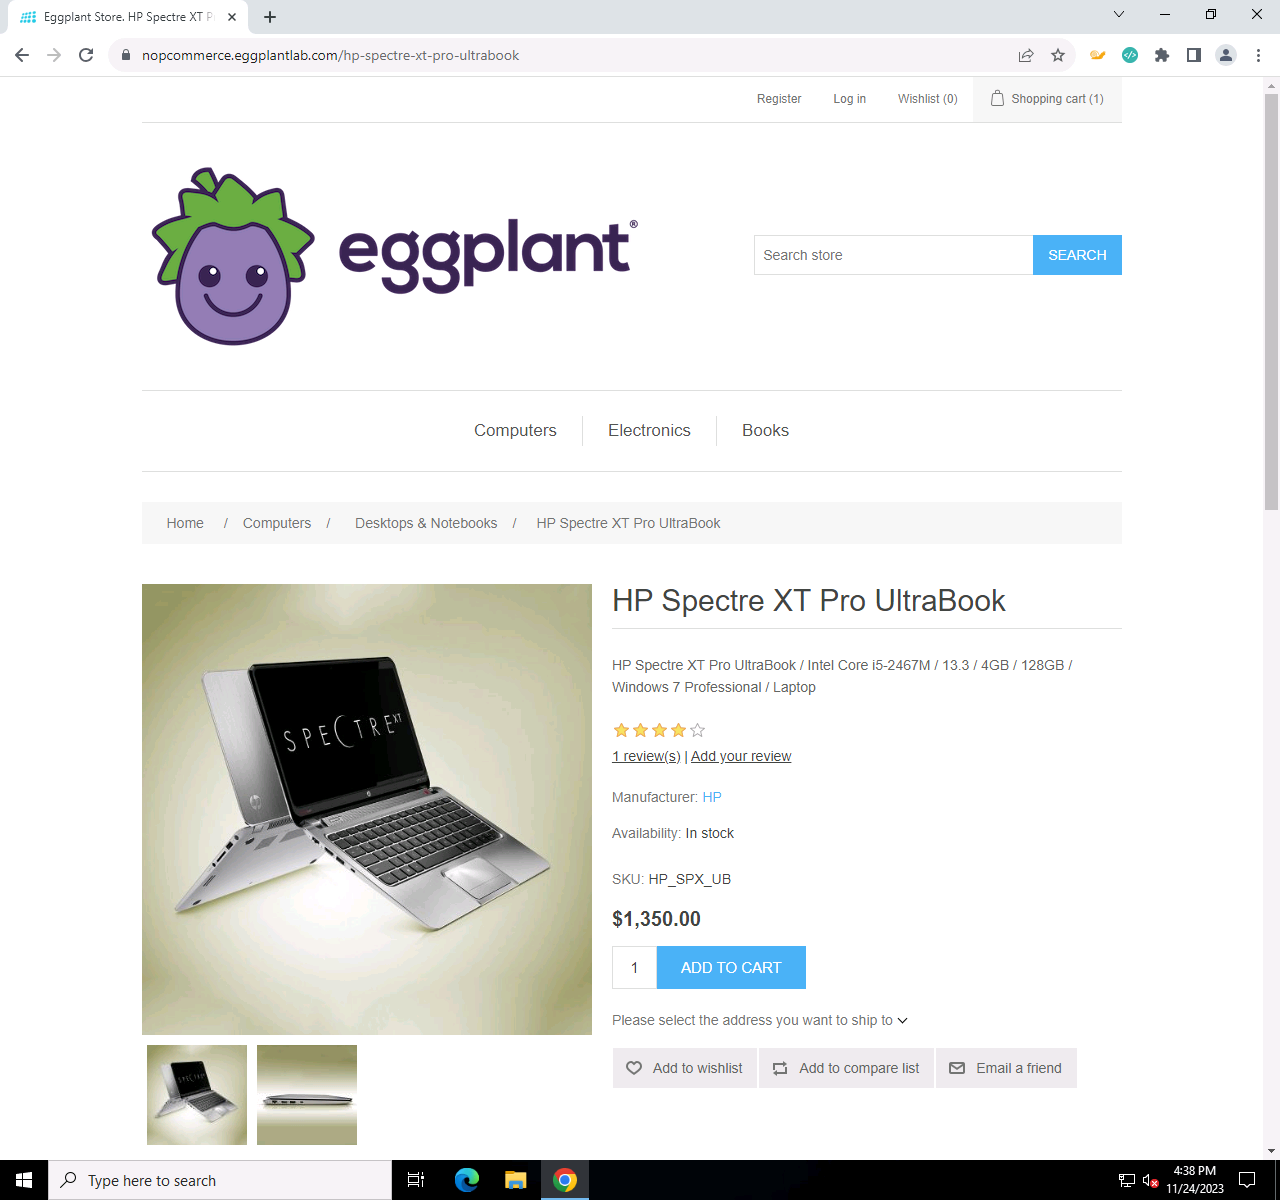 Eggplant Store. HP Spectre XT P
nopcommerce.eggplantlab.com/hp-spectre-xt-pro-ultrabook
Register
Log in
Wishlist (0)
Shopping cart (1)
eggplant®
Search store
SEARCH
Computers
Electronics
Books
Home / Computers / Desktops & Notebooks / HP Spectre XT Pro UltraBook
SPECTRE XT
hp
HP Spectre XT Pro UltraBook
HP Spectre XT Pro UltraBook / Intel Core i5-2467M / 13.3 / 4GB / 128GB /
Windows 7 Professional / Laptop
1 review(s) | Add your review
Manufacturer: HP
Availability: In stock
SKU: HP_SPX_UB
$1,350.00
1
ADD TO CART
Please select the address you want to ship to
Add to wishlist
Add to compare list
Email a friend
Type here to search
4:38 PM
11/24/2023